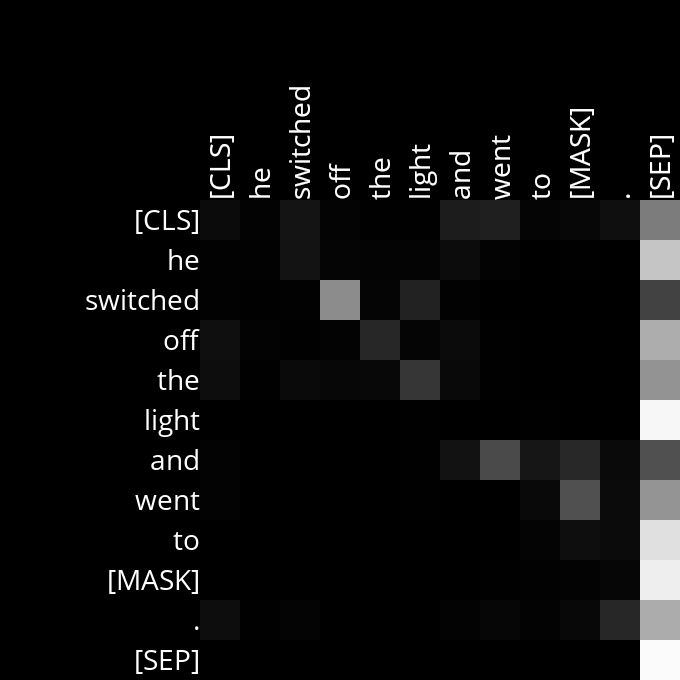 [CLS] he switched off the light and went to [MASK] . [SEP]
[CLS]
he
switched
off
the
light
and
went
to
[MASK]
.
[SEP]